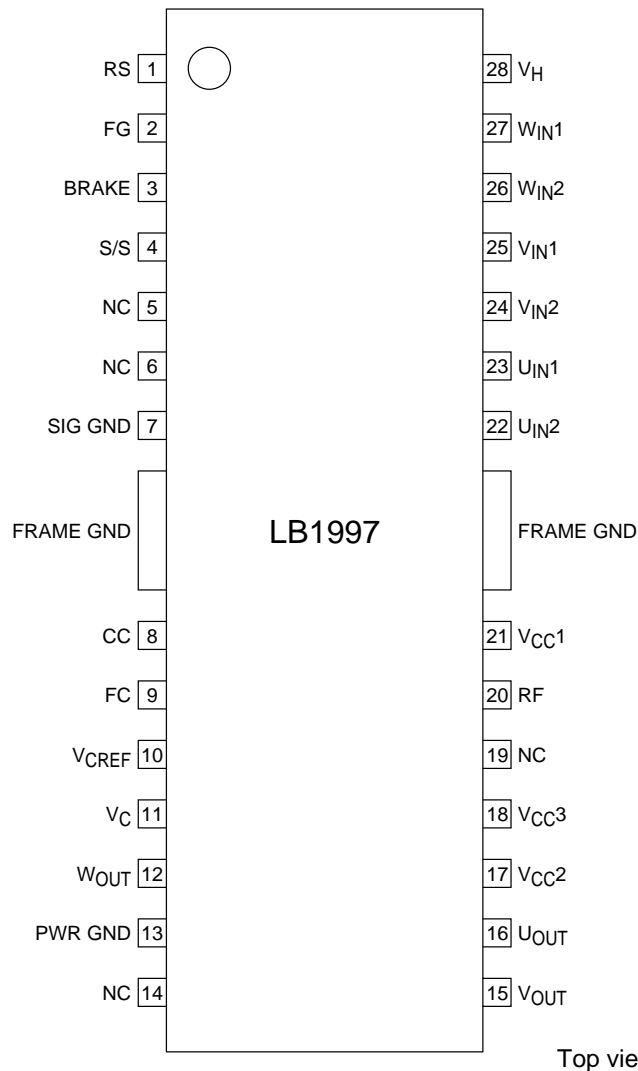 RS 1 28 VH
FG 2 27 WIN1
BRAKE 3 26 WIN2
S/S 4 25 VIN1
NC 5 24 VIN2
NC 6 23 UIN1
SIG GND 7 22 UIN2
FRAME GND LB1997 FRAME GND
CC 8 21 VCC1
FC 9 20 RF
VCREF 10 19 NC
VC 11 18 VCC3
WOUT 12 17 VCC2
PWR GND 13 16 UOUT
NC 14 15 VOUT
Top vie